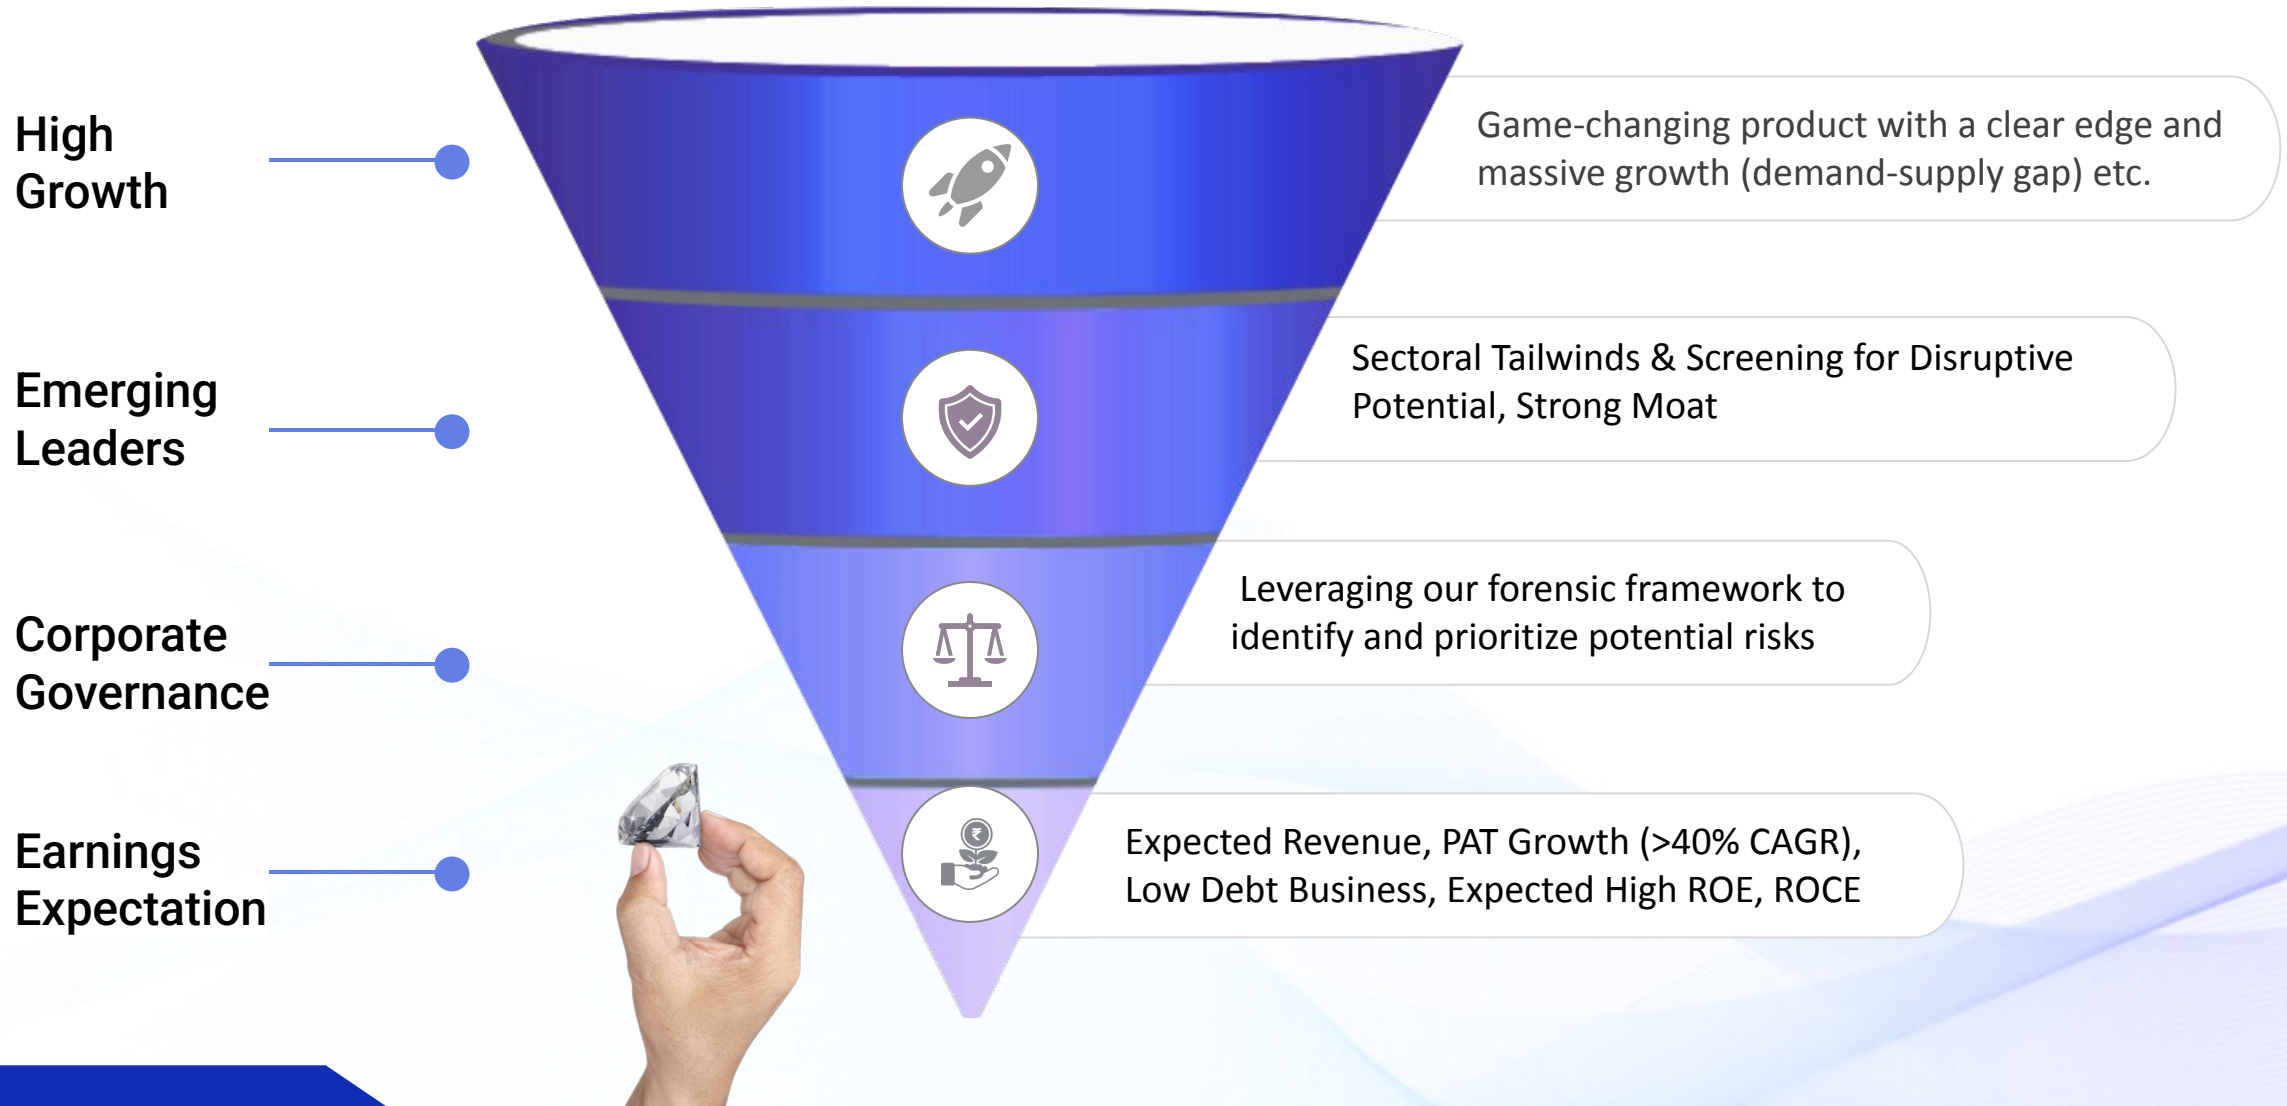 High
Growth
Game-changing product with a clear edge and
massive growth (demand-supply gap) etc.
Emerging
Leaders
Sectoral Tailwinds & Screening for Disruptive
Potential, Strong Moat
Corporate
Governance
Leveraging our forensic framework to
identify and prioritize potential risks
Earnings
Expectation
₹
Expected Revenue, PAT Growth (>40% CAGR),
Low Debt Business, Expected High ROE, ROCE